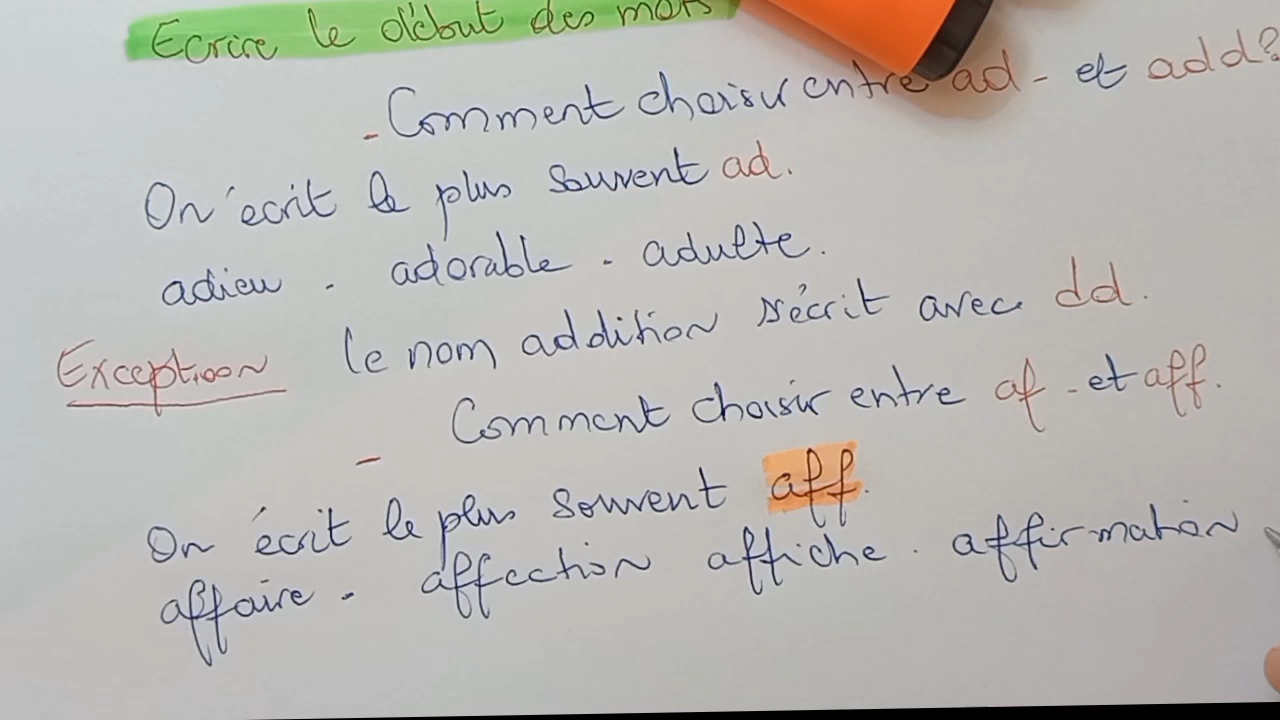 Ecrire le début des mots
- Comment choisir entre ad - et add?
On écrit le plus souvent ad.
adieu . adorable . adulte.
Exception le nom addition s'écrit avec dd.
- Comment choisir entre af - et aff.
On écrit le plus souvent aff.
affaire . affection affiche . affirmation